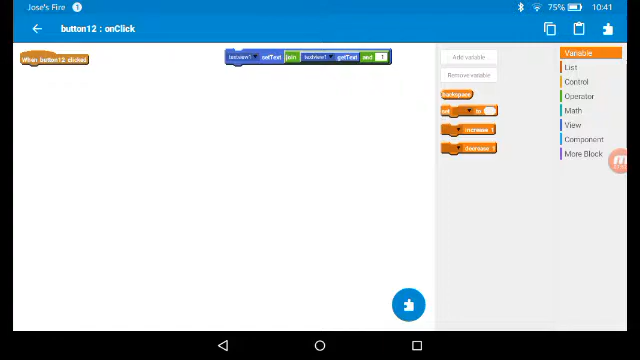 Jose's Fire 1 75% 10:41
button12 : onClick
When button12 clicked
textview1 setText join textview1 getText and .
Add variable
Remove variable
backspace
set to
increase 1
decrease 1
Variable
List
Control
Operator
Math
View
Component
More Block